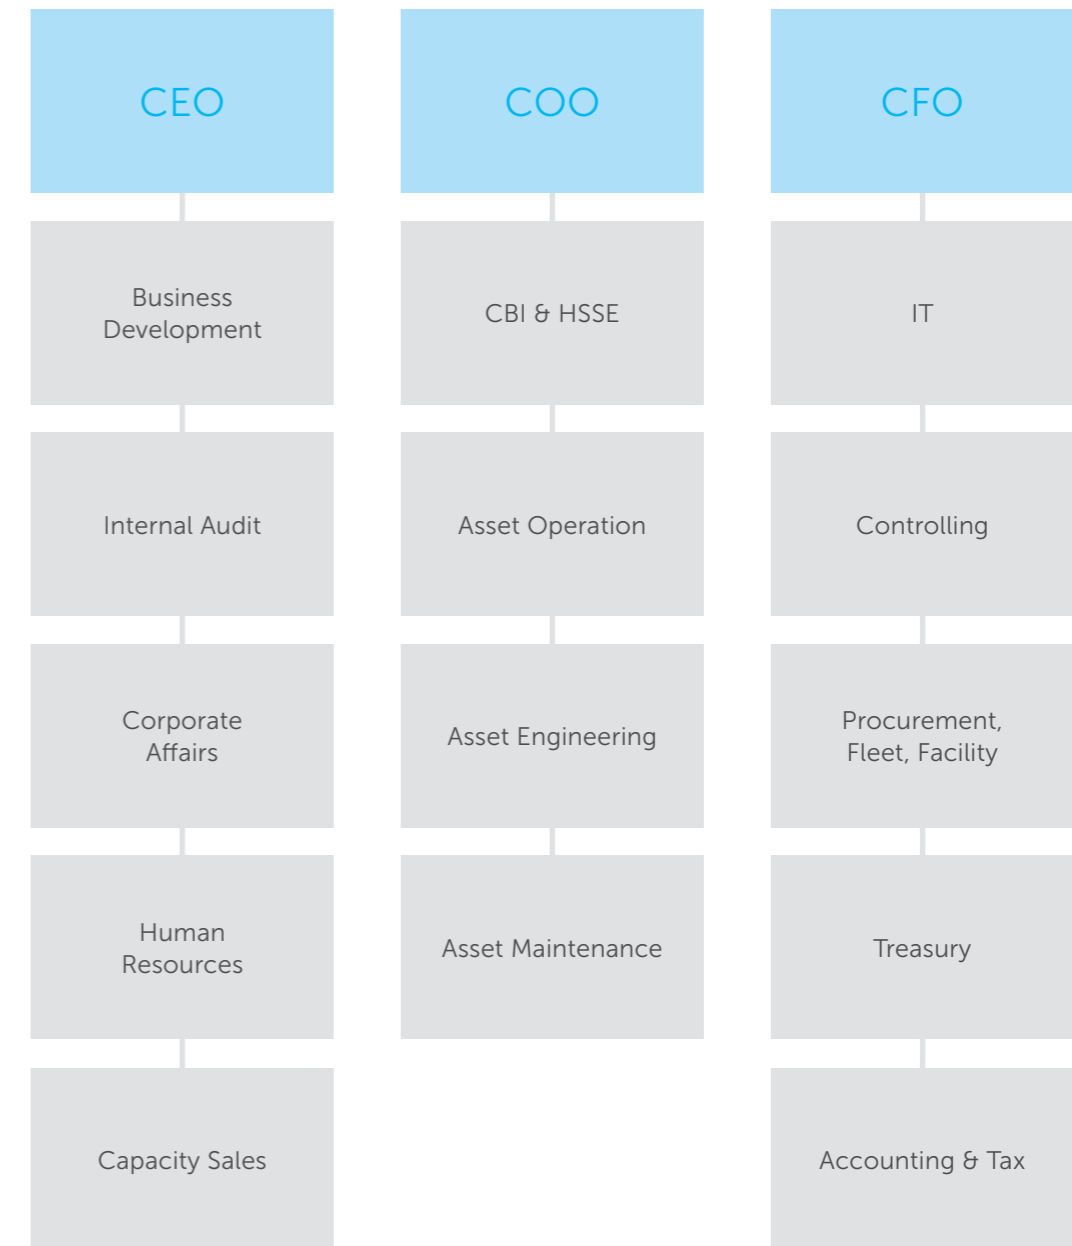 CEO
Business
Development
Internal Audit
Corporate
Affairs
Human
Resources
Capacity Sales
COO
CBI & HSSE
Asset Operation
Asset Engineering
Asset Maintenance
CFO
IT
Controlling
Procurement,
Fleet, Facility
Treasury
Accounting & Tax